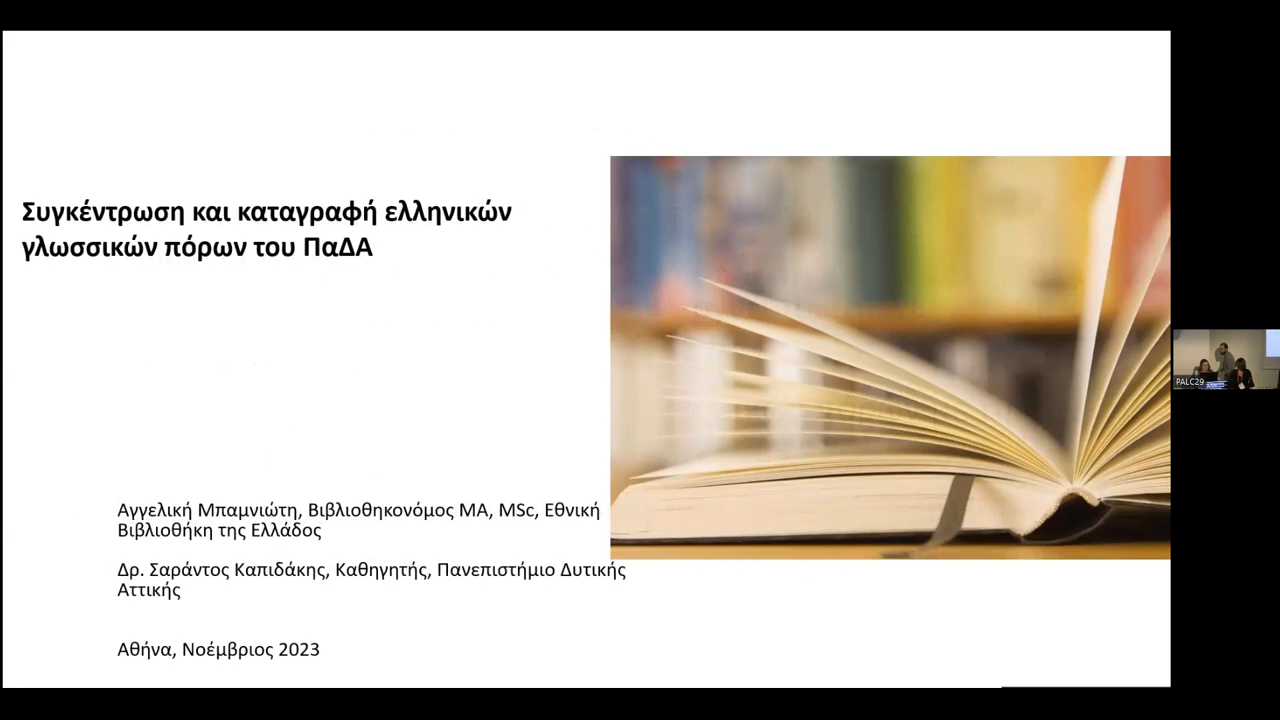 Συγκέντρωση και καταγραφή ελληνικών
γλωσσικών πόρων του ΠαΔΑ
Αγγελική Μπαμνιώτη, Βιβλιοθηκονόμος MA, MSc, Εθνική
Βιβλιοθήκη της Ελλάδος
Δρ. Σαράντος Καπιδάκης, Καθηγητής, Πανεπιστήμιο Δυτικής
Αττικής
Αθήνα, Νοέμβριος 2023
PALC29